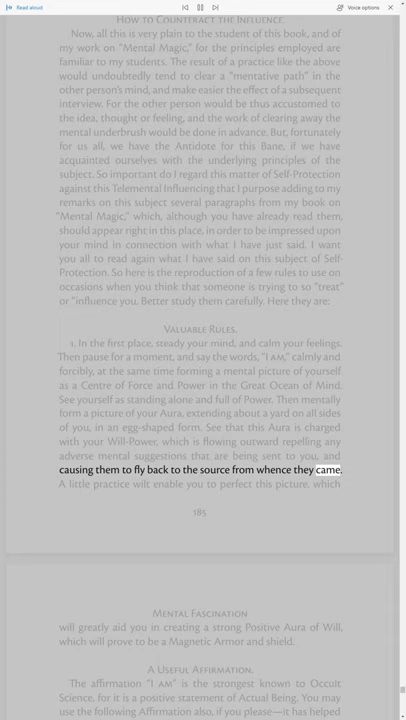 Read aloud
Voice options
HOW TO COUNTERACT THE INFLUENCE.
Now, all this is very plain to the student of this book, and of
my work on “Mental Magic,” for the principles employed are
familiar to my students. The result of a practice like the above
would undoubtedly tend to clear a “mentative path” in the
other person’s mind, and make easier the effect of a subsequent
interview. For the other person would be thus accustomed to
the idea, thought or feeling, and the work of clearing away the
mental underbrush would be done in advance. But, fortunately
for us all, we have the Antidote for this Bane, if we have
acquainted ourselves with the underlying principles of the
subject. So important do I regard this matter of Self-Protection
against this Telemental Influencing that I purpose adding to my
remarks on this subject several paragraphs from my book on
“Mental Magic,” which, although you have already read them,
should appear right in this place, in order to be impressed upon
your mind in connection with what I have just said. I want
you all to read again what I have said on this subject of Self-
Protection. So here is the reproduction of a few rules to use on
occasions when you think that someone is trying to so “treat”
or “influence you. Better study them carefully. Here they are:
VALUABLE RULES.
1. In the first place, steady your mind, and calm your feelings.
Then pause for a moment, and say the words, “I AM,” calmly and
forcibly, at the same time forming a mental picture of yourself
as a Centre of Force and Power in the Great Ocean of Mind.
See yourself as standing alone and full of Power. Then mentally
form a picture of your Aura, extending about a yard on all sides
of you, in an egg-shaped form. See that this Aura is charged
with your Will-Power, which is flowing outward repelling any
adverse mental suggestions that are being sent to you, and
causing them to fly back to the source from whence they came.
A little practice wilt enable you to perfect this picture, which
185
MENTAL FASCINATION
will greatly aid you in creating a strong Positive Aura of Will,
which will prove to be a Magnetic Armor and shield.
A USEFUL AFFIRMATION.
The affirmation “I AM” is the strongest known to Occult
Science, for it is a positive statement of Actual Being. You may
use the following Affirmation also, if you please—it has helped